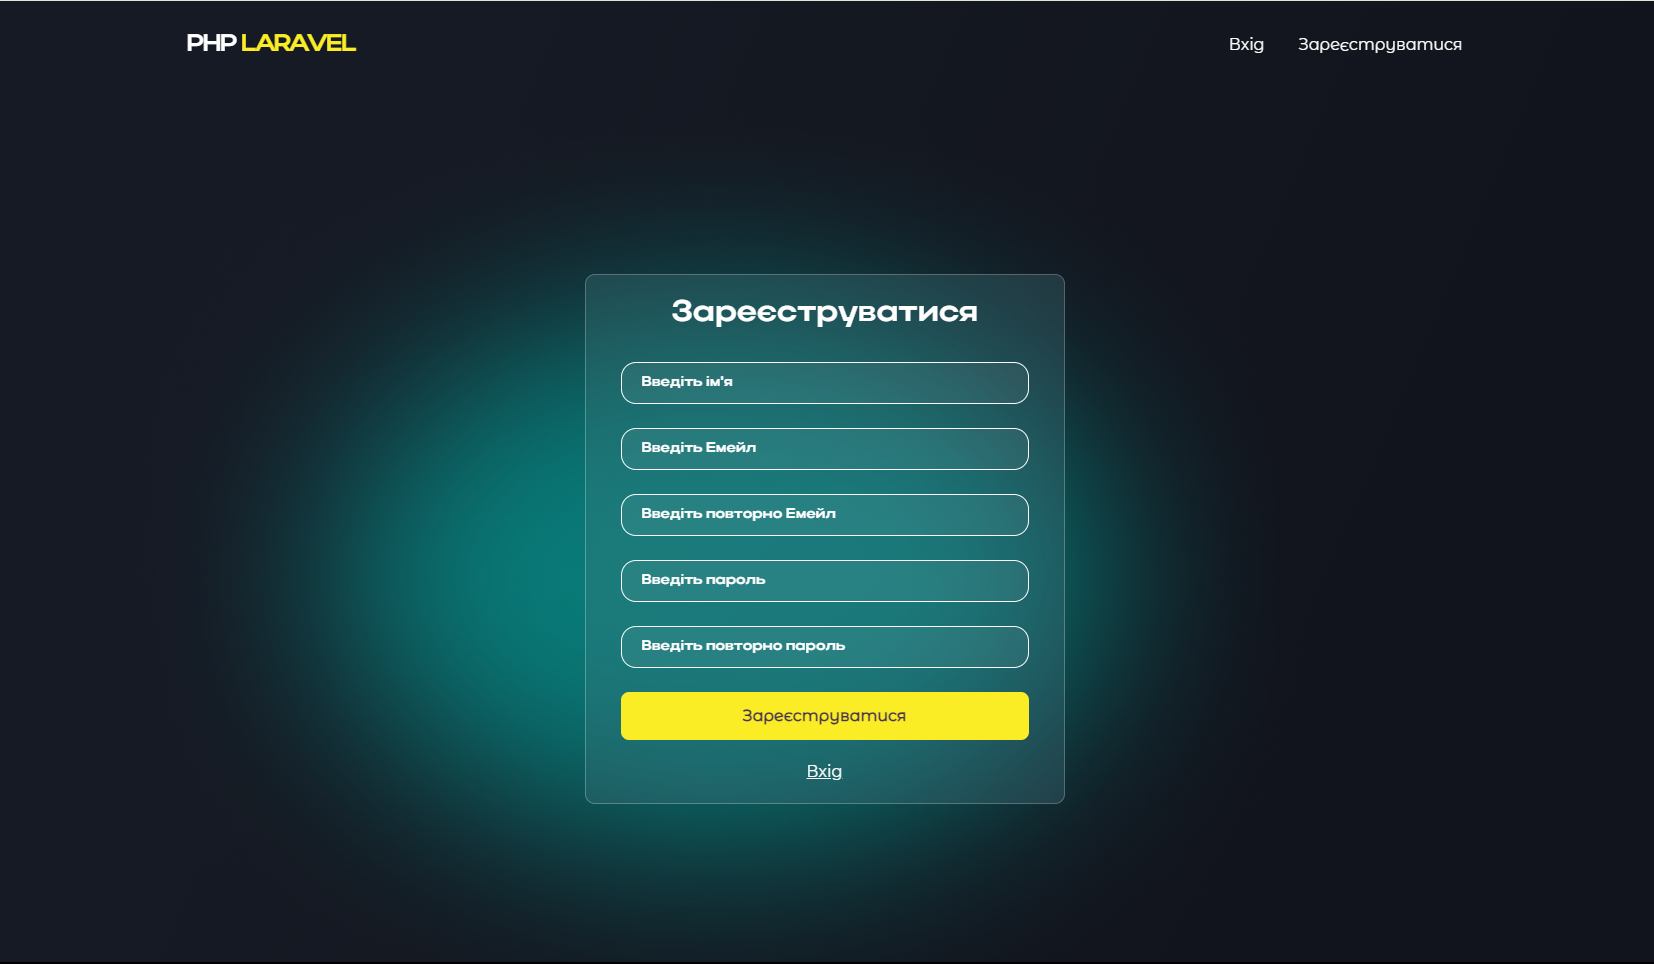 PHP LARAVEL
Вхід Зареєструватися
Зареєструватися
Введіть ім'я
Введіть Емейл
Введіть повторно Емейл
Введіть пароль
Введіть повторно пароль
Зареєструватися
Вхід